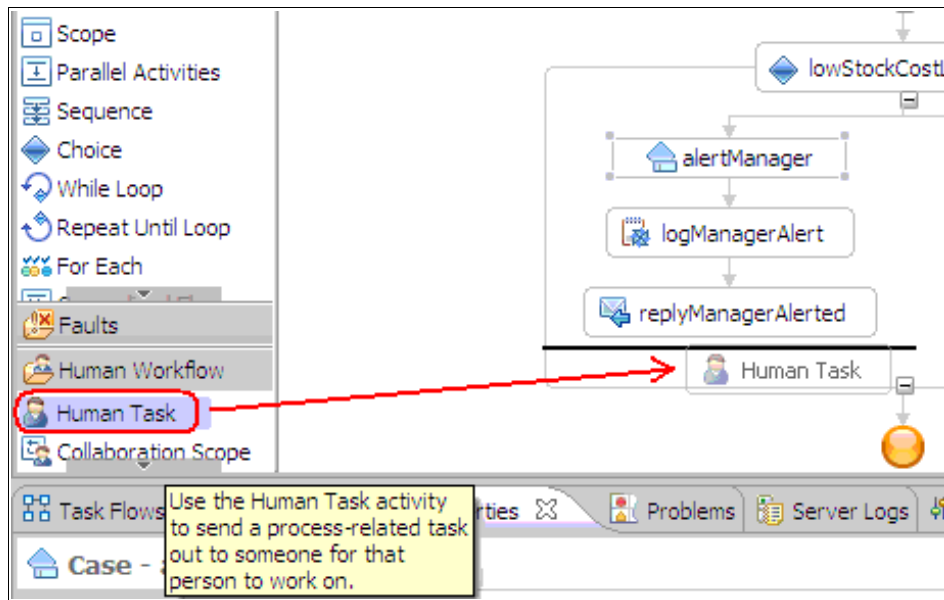 Scope
Parallel Activities
Sequence
Choice
While Loop
Repeat Until Loop
For Each
Faults
Human Workflow
Human Task
Collaboration Scope
lowStockCostL
alertManager
logManagerAlert
replyManagerAlerted
Human Task
Task Flows
rties
Problems
Server Logs
Case -
Use the Human Task activity
to send a process-related task
out to someone for that
person to work on.